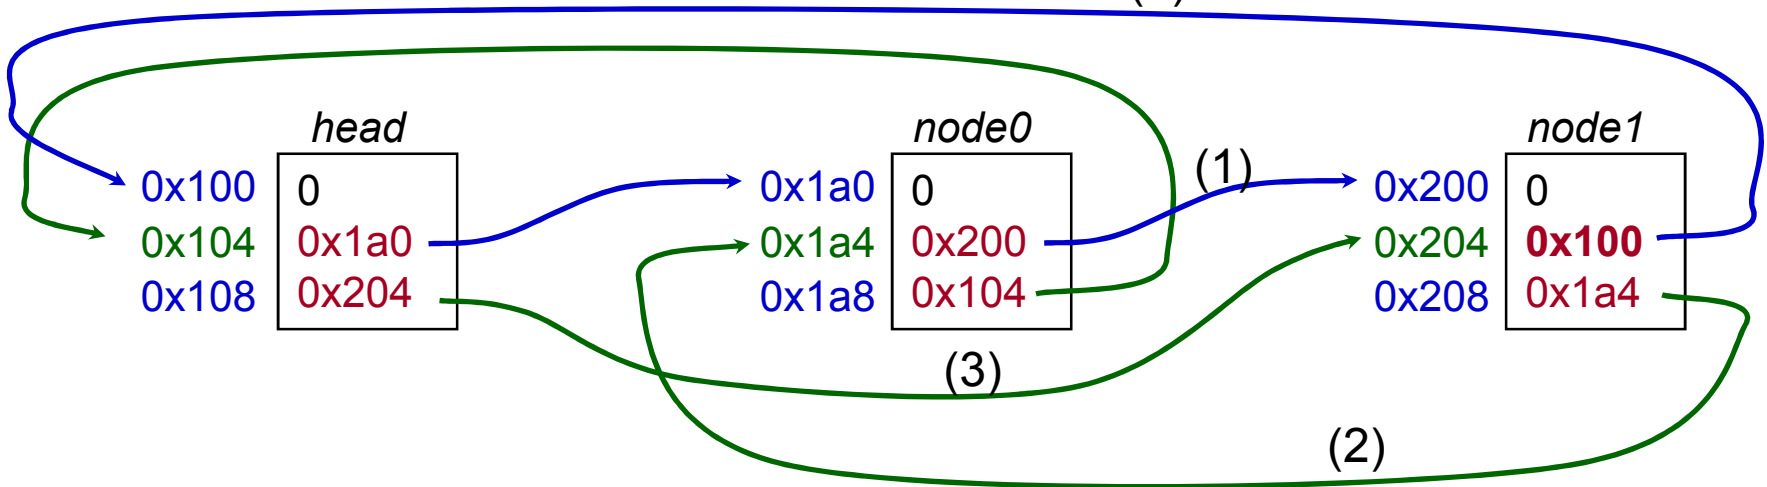 head node0 node1
(1)
0x100 0 0x1a0 0 0x200 0
0x104 0x1a0 0x1a4 0x200 0x204 0x100
0x108 0x204 0x1a8 0x104 0x208 0x1a4
(3)
(2)